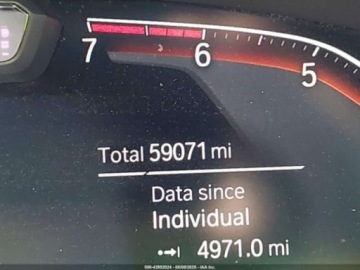 7 6 5
Total 59071 mi
Data since
Individual
4971.0 mi